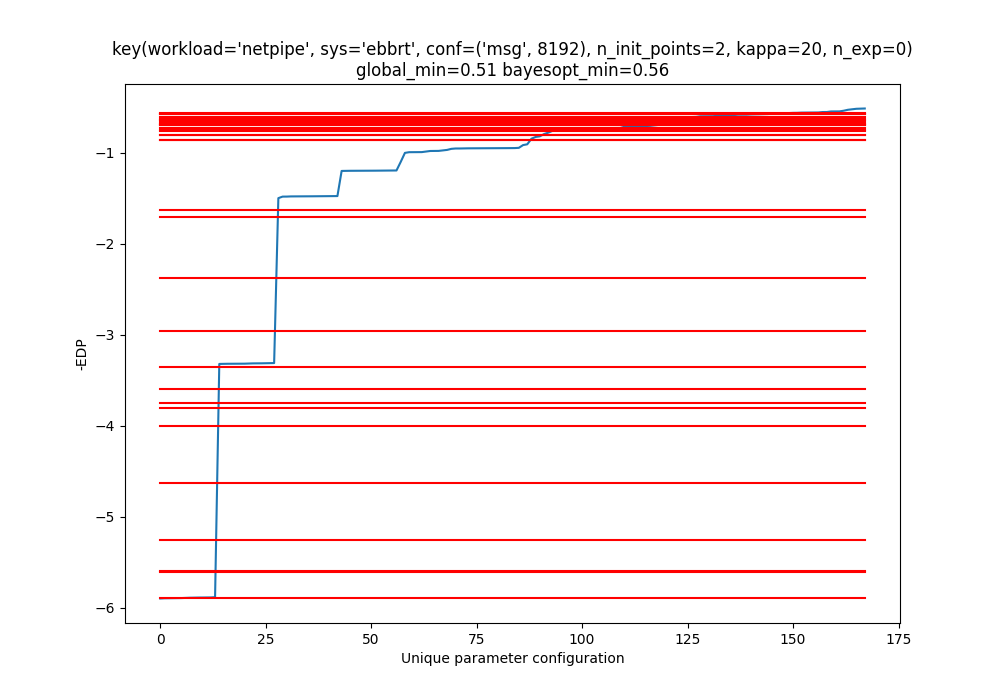 key(workload='netpipe', sys='ebbrt', conf=('msg', 8192), n_init_points=2, kappa=20, n_exp=0)
global_min=0.51 bayesopt_min=0.56
−1
−2
−3
−4
−5
−6
-EDP
0 25 50 75 100 125 150 175
Unique parameter configuration